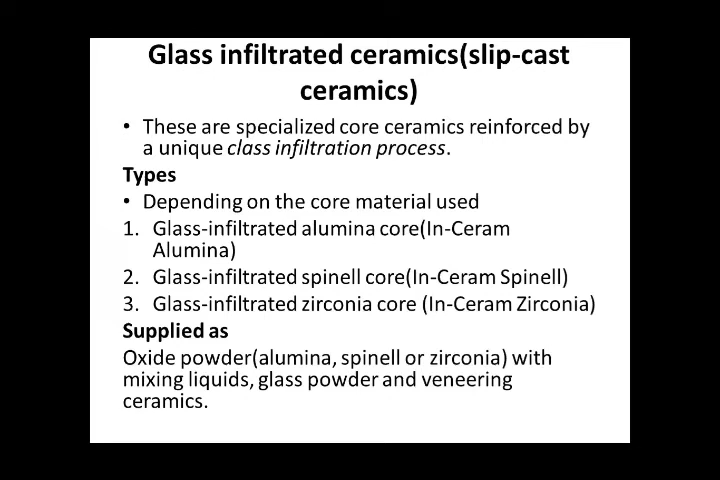 Glass infiltrated ceramics(slip-cast
ceramics)
• These are specialized core ceramics reinforced by
a unique class infiltration process.
Types
• Depending on the core material used
1. Glass-infiltrated alumina core(In-Ceram
Alumina)
2. Glass-infiltrated spinell core(In-Ceram Spinell)
3. Glass-infiltrated zirconia core (In-Ceram Zirconia)
Supplied as
Oxide powder(alumina, spinell or zirconia) with
mixing liquids, glass powder and veneering
ceramics.